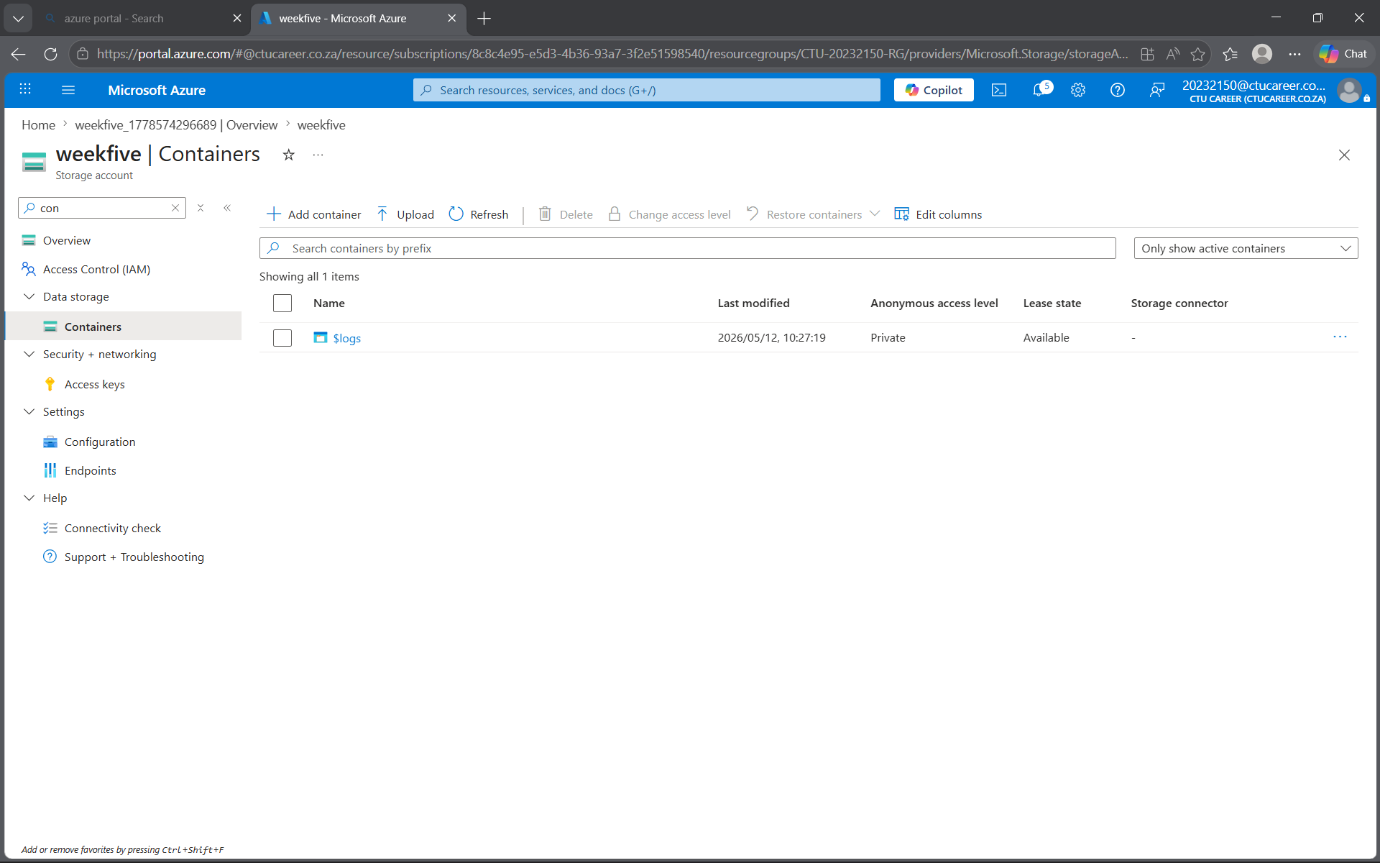 azure portal - Search
weekfive - Microsoft Azure
https://portal.azure.com/#@ctucareer.co.za/resource/subscriptions/8c8c4e95-e5d3-4b36-93a7-3f2e51598540/resourcegroups/CTU-20232150-RG/providers/Microsoft.Storage/storageA...
Chat
Microsoft Azure
Search resources, services, and docs (G+/)
Copilot
5
20232150@ctucareer.co....
CTU CAREER (CTUCAREER.CO.ZA)
Home > weekfive_1778574296689 | Overview > weekfive
weekfive | Containers
Storage account
con
Add container
Upload
Refresh
Delete
Change access level
Restore containers
Edit columns
Overview
Search containers by prefix
Only show active containers
Access Control (IAM)
Showing all 1 items
Data storage
Name Last modified Anonymous access level Lease state Storage connector
Containers
$logs 2026/05/12, 10:27:19 Private Available -
Security + networking
Access keys
Settings
Configuration
Endpoints
Help
Connectivity check
Support + Troubleshooting
Add or remove favorites by pressing Ctrl+Shift+F